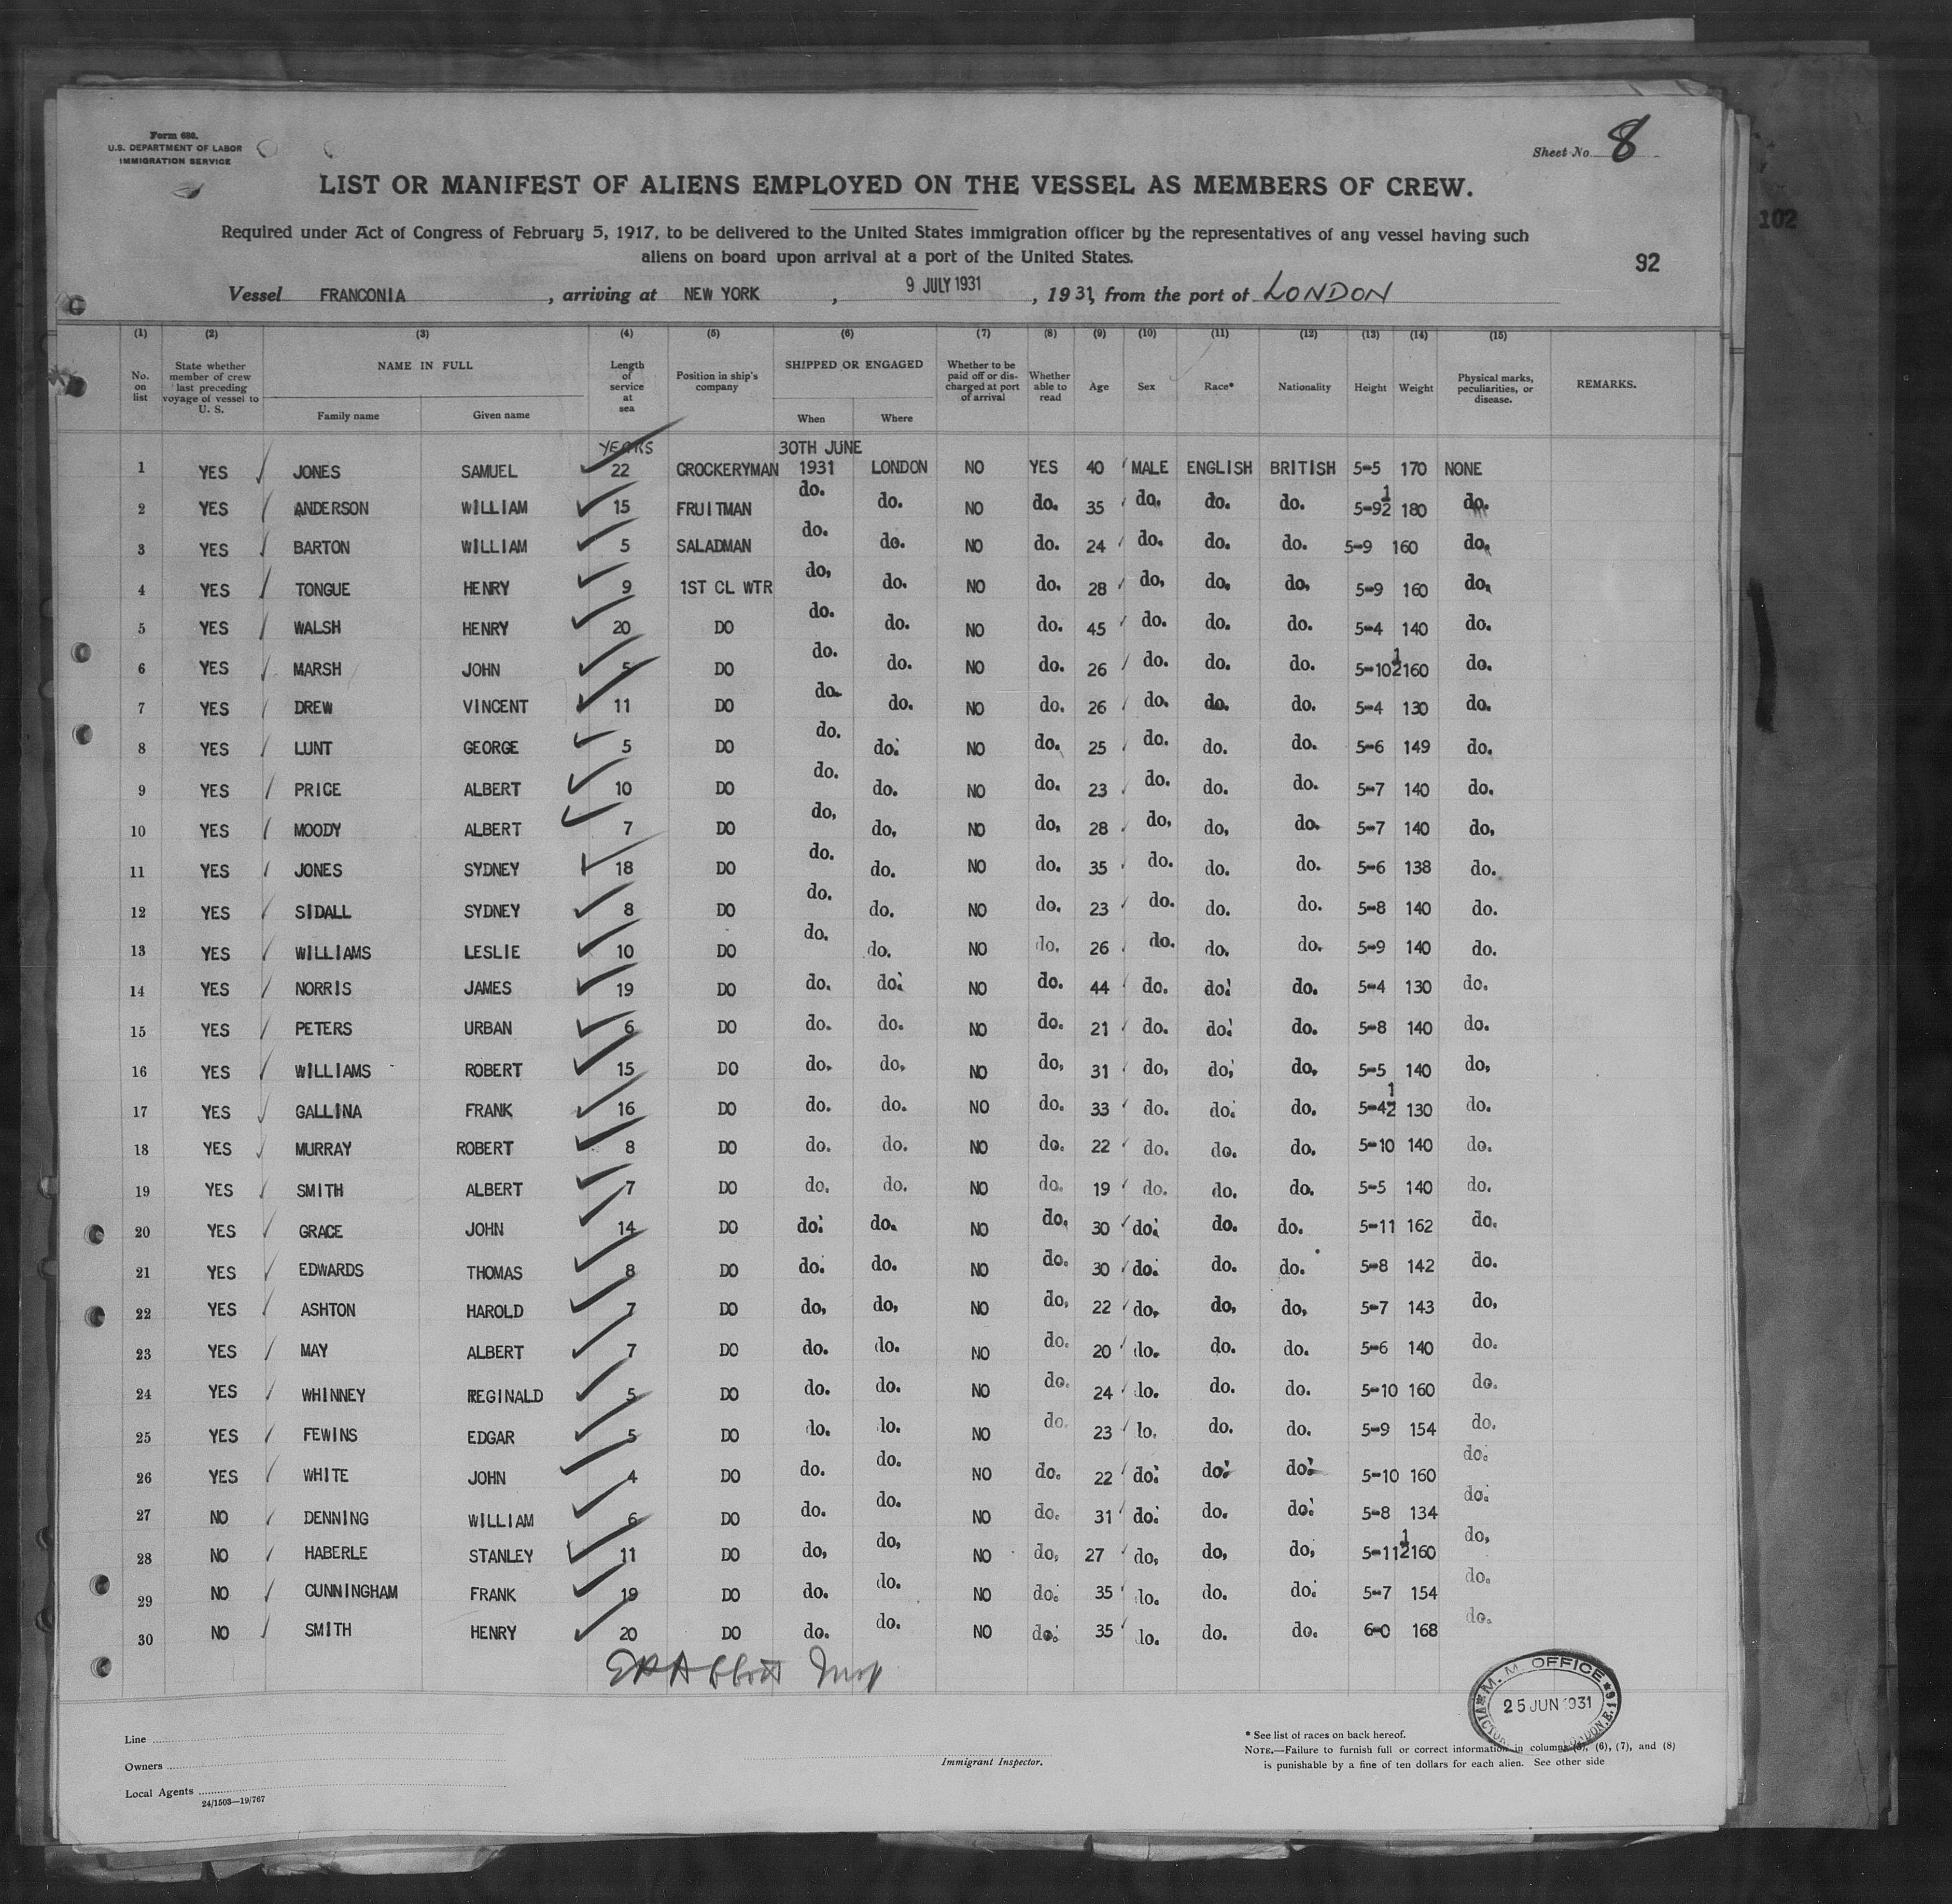 Form 680.
U.S. DEPARTMENT OF LABOR
IMMIGRATION SERVICE
Sheet No. 8
LIST OR MANIFEST OF ALIENS EMPLOYED ON THE VESSEL AS MEMBERS OF CREW.
Required under Act of Congress of February 5, 1917, to be delivered to the United States immigration officer by the representatives of any vessel having such
aliens on board upon arrival at a port of the United States.
102
92
Vessel FRANCONIA, arriving at NEW YORK, 9 JULY 1931, 1931, from the port of LONDON
(1) (2) (3) (4) (5) (6) (7) (8) (9) (10) (11) (12) (13) (14) (15)
No. on list State whether member of crew last preceding voyage of vessel to U. S. NAME IN FULL Family name Given name Length of service at sea Position in ship's company SHIPPED OR ENGAGED When Where Whether to be paid off or discharged at port of arrival Whether able to read Age Sex Race* Nationality Height Weight Physical marks, peculiarities, or disease. REMARKS.
YEARS 30TH JUNE
1 YES JONES SAMUEL 22 CROCKERYMAN 1931 LONDON NO YES 40 MALE ENGLISH BRITISH 5-5 170 NONE
2 YES ANDERSON WILLIAM 15 FRUITMAN do. do. NO do. 35 do. do. do. 5-9½ 180 do.
3 YES BARTON WILLIAM 5 SALADMAN do. do. NO do. 24 do. do. do. 5-9 160 do.
4 YES TONGUE HENRY 9 1ST CL WTR do. do. NO do. 28 do. do. do. 5-9 160 do.
5 YES WALSH HENRY 20 DO do. do. NO do. 45 do. do. do. 5-4 140 do.
6 YES MARSH JOHN 5 DO do. do. NO do. 26 do. do. do. 5-10½ 160 do.
7 YES DREW VINCENT 11 DO do. do. NO do. 26 do. do. do. 5-4 130 do.
8 YES LUNT GEORGE 5 DO do. do. NO do. 25 do. do. do. 5-6 149 do.
9 YES PRICE ALBERT 10 DO do. do. NO do. 23 do. do. do. 5-7 140 do.
10 YES MOODY ALBERT 7 DO do. do. NO do. 28 do. do. do. 5-7 140 do.
11 YES JONES SYDNEY 18 DO do. do. NO do. 35 do. do. do. 5-6 138 do.
12 YES SIDALL SYDNEY 8 DO do. do. NO do. 23 do. do. do. 5-8 140 do.
13 YES WILLIAMS LESLIE 10 DO do. do. NO do. 26 do. do. do. 5-9 140 do.
14 YES NORRIS JAMES 19 DO do. do. NO do. 44 do. do. do. 5-4 130 do.
15 YES PETERS URBAN 6 DO do. do. NO do. 21 do. do. do. 5-8 140 do.
16 YES WILLIAMS ROBERT 15 DO do. do. NO do. 31 do. do. do. 5-5 140 do.
17 YES GALLINA FRANK 16 DO do. do. NO do. 33 do. do. do. 5-4½ 130 do.
18 YES MURRAY ROBERT 8 DO do. do. NO do. 22 do. do. do. 5-10 140 do.
19 YES SMITH ALBERT 7 DO do. do. NO do. 19 do. do. do. 5-5 140 do.
20 YES GRACE JOHN 14 DO do. do. NO do. 30 do. do. do. 5-11 162 do.
21 YES EDWARDS THOMAS 8 DO do. do. NO do. 30 do. do. do. 5-8 142 do.
22 YES ASHTON HAROLD 7 DO do. do. NO do. 22 do. do. do. 5-7 143 do.
23 YES MAY ALBERT 7 DO do. do. NO do. 20 do. do. do. 5-6 140 do.
24 YES WHINNEY REGINALD 5 DO do. do. NO do. 24 do. do. do. 5-10 160 do.
25 YES FEWINS EDGAR 5 DO do. do. NO do. 23 do. do. do. 5-9 154 do.
26 YES WHITE JOHN 4 DO do. do. NO do. 22 do. do. do. 5-10 160 do.
27 NO DENNING WILLIAM 6 DO do. do. NO do. 31 do. do. do. 5-8 134 do.
28 NO HABERLE STANLEY 11 DO do. do. NO do. 27 do. do. do. 5-11½ 160 do.
29 NO CUNNINGHAM FRANK 19 DO do. do. NO do. 35 do. do. do. 5-7 154 do.
30 NO SMITH HENRY 20 DO do. do. NO do. 35 do. do. do. 6-0 168 do.
Abbott
M. M. OFFICE
25 JUN 1931
LONDON.E.16
Line
Owners
Local Agents
24/1503—19/767
Immigrant Inspector.
* See list of races on back hereof.
NOTE.—Failure to furnish full or correct information in columns (6), (7), and (8)
is punishable by a fine of ten dollars for each alien. See other side